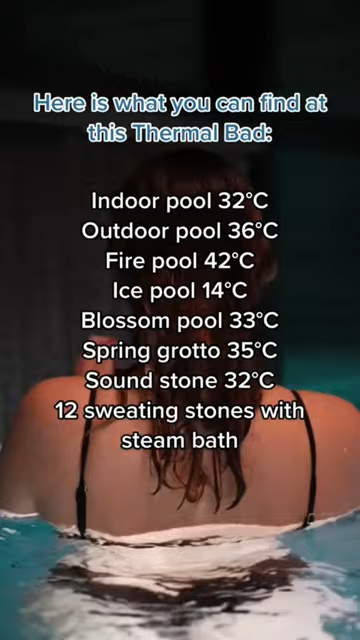 Here is what you can find at
this Thermal Bad:
Indoor pool 32°C
Outdoor pool 36°C
Fire pool 42°C
Ice pool 14°C
Blossom pool 33°C
Spring grotto 35°C
Sound stone 32°C
12 sweating stones with
steam bath